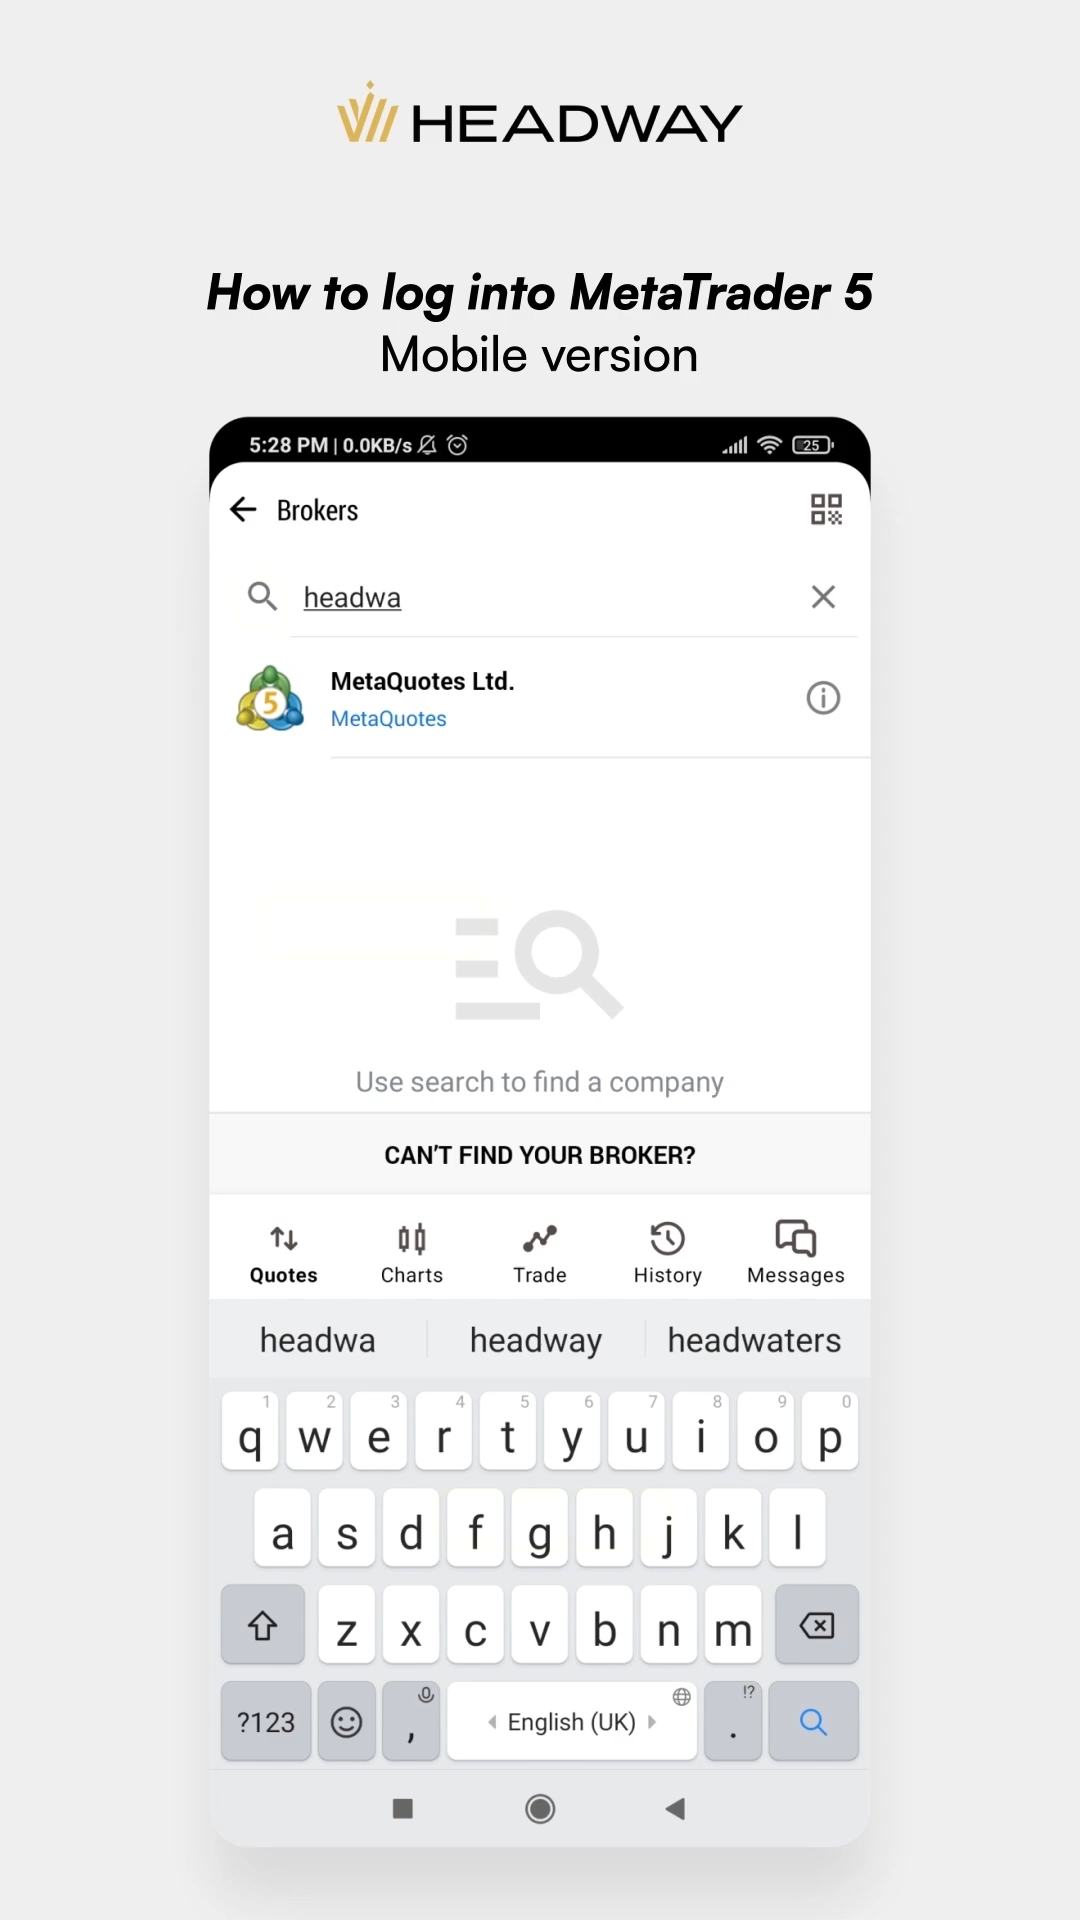 HEADWAY
How to log into MetaTrader 5
Mobile version
5:28 PM | 0.0KB/s 25
Brokers
headwa
5 MetaQuotes Ltd.
MetaQuotes
Use search to find a company
CAN'T FIND YOUR BROKER?
Quotes Charts Trade History Messages
headwa headway headwaters
1 2 3 4 5 6 7 8 9 0
q w e r t y u i o p
a s d f g h j k l
z x c v b n m
?123 , English (UK) !? .